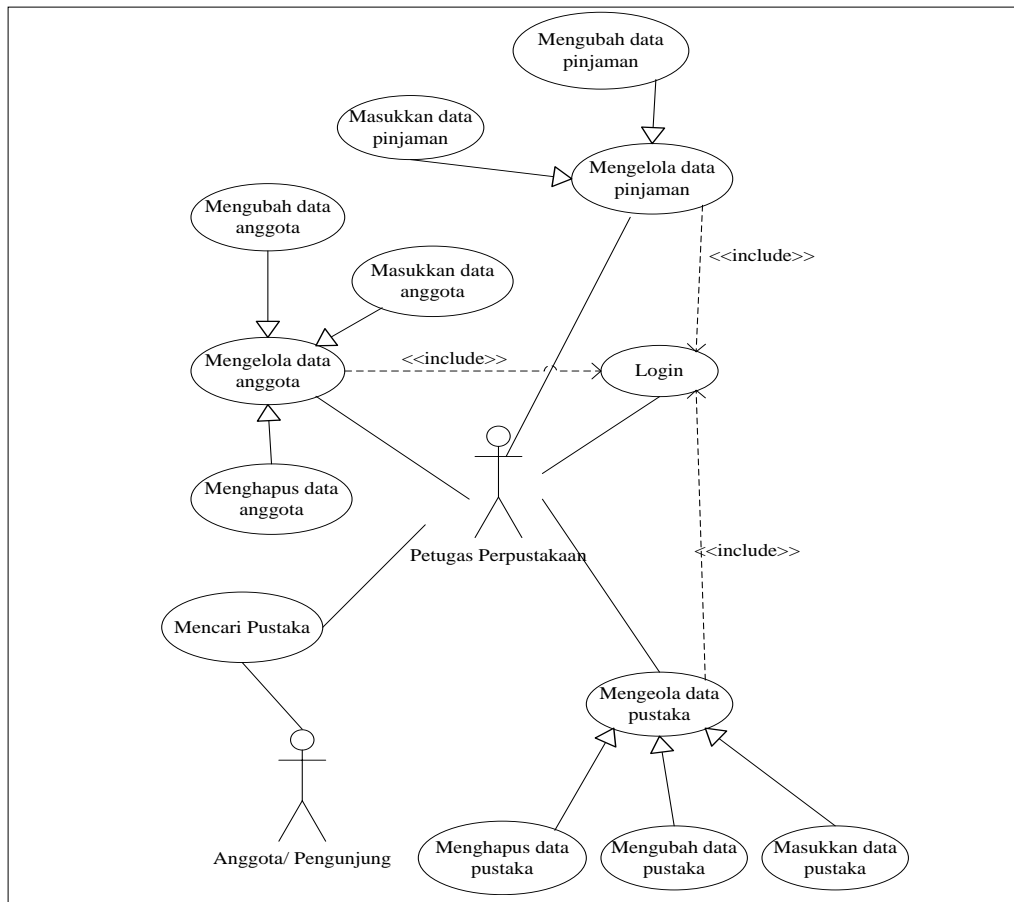 Mengubah data
pinjaman
Masukkan data
pinjaman
Mengelola data
pinjaman
Mengubah data
anggota
Masukkan data
anggota
<<include>>
Mengelola data
anggota
<<include>>
Login
Menghapus data
anggota
Petugas Perpustakaan
<<include>>
Mencari Pustaka
Mengeola data
pustaka
Anggota/ Pengunjung
Menghapus data
pustaka
Mengubah data
pustaka
Masukkan data
pustaka